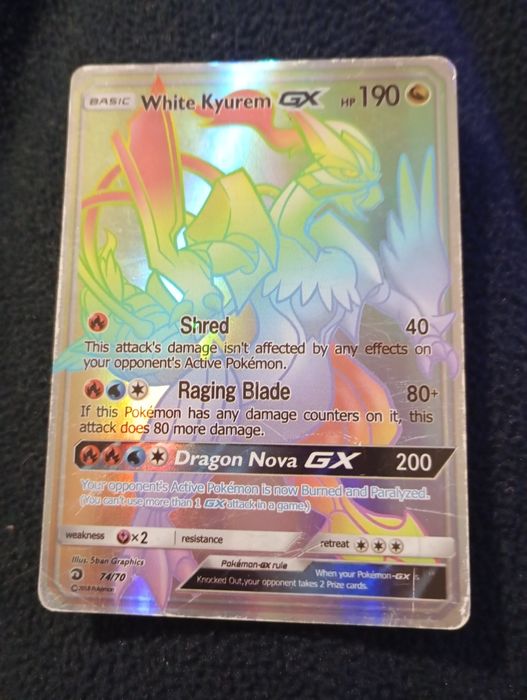 BASIC White Kyurem GX HP 190
Shred 40
This attack's damage isn't affected by any effects on
your opponent's Active Pokémon.
Raging Blade 80+
If this Pokémon has any damage counters on it, this
attack does 80 more damage.
Dragon Nova GX 200
Your opponent's Active Pokémon is now Burned and Paralyzed.
(You can't use more than 1 GX attack in a game.)
weakness ×2 resistance retreat
Illus. 5ban Graphics
Pokémon-GX rule
74/70
When your Pokémon-GX is
Knocked Out, your opponent takes 2 Prize cards.
©2018 Pokémon